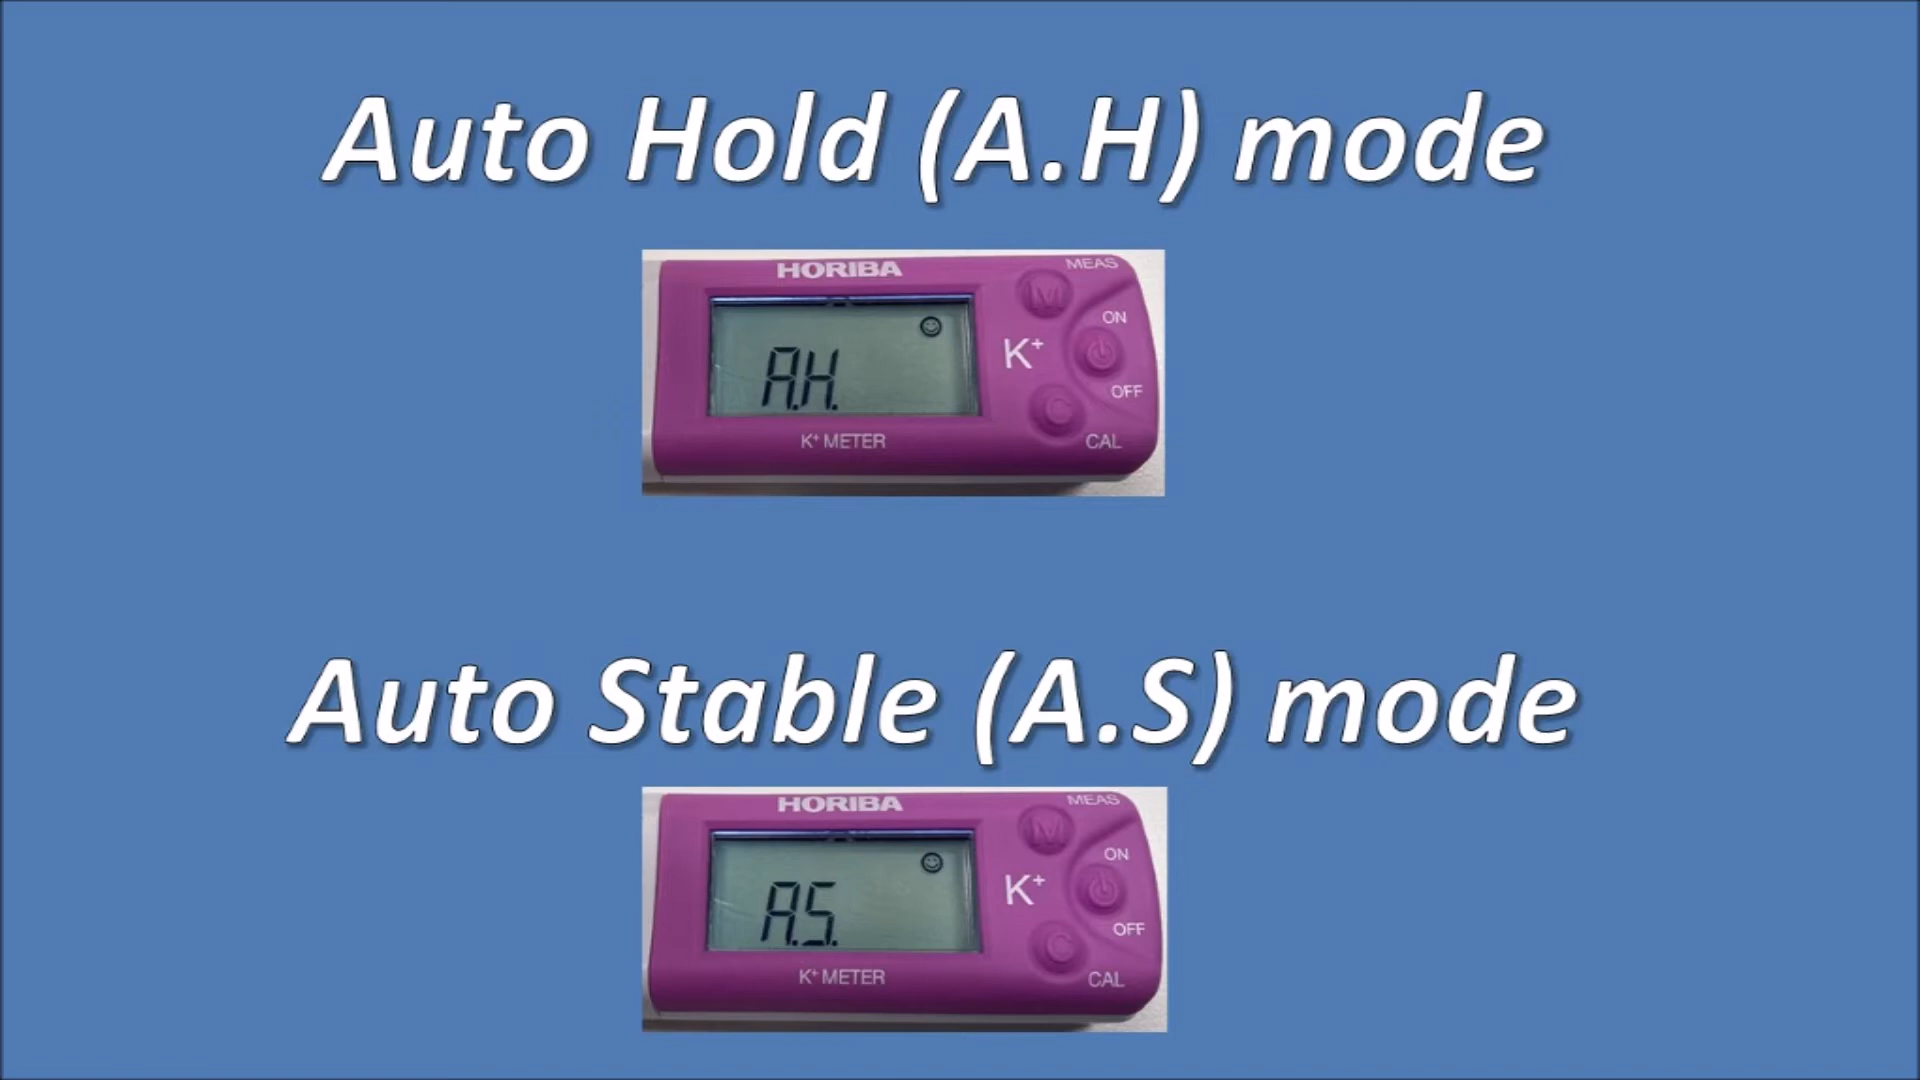 Auto Hold (A.H) mode
HORIBA
MEAS
M
ON
A.H.
K⁺
OFF
C
K⁺ METER
CAL
Auto Stable (A.S) mode
HORIBA
MEAS
M
ON
A.S.
K⁺
OFF
C
K⁺ METER
CAL